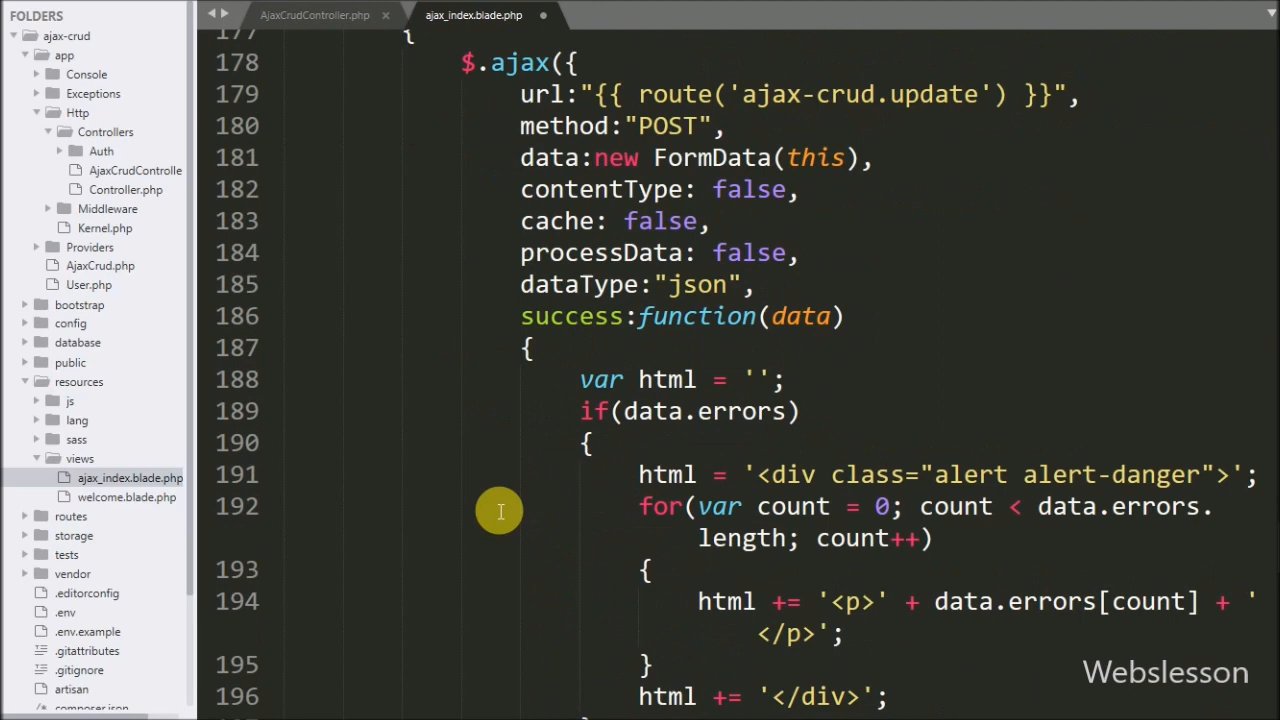 FOLDERS
ajax-crud
app
Console
Exceptions
Http
Controllers
Auth
AjaxCrudControlle
Controller.php
Middleware
Kernel.php
Providers
AjaxCrud.php
User.php
bootstrap
config
database
public
resources
js
lang
sass
views
ajax_index.blade.php
welcome.blade.php
routes
storage
tests
vendor
.editorconfig
.env
.env.example
.gitattributes
.gitignore
artisan
composer.json
AjaxCrudController.php ×
ajax_index.blade.php
177 {
178 $.ajax({
179 url:"{{ route('ajax-crud.update') }}",
180 method:"POST",
181 data:new FormData(this),
182 contentType: false,
183 cache: false,
184 processData: false,
185 dataType:"json",
186 success:function(data)
187 {
188 var html = '';
189 if(data.errors)
190 {
191 html = '<div class="alert alert-danger">';
192 for(var count = 0; count < data.errors.
length; count++)
193 {
194 html += '<p>' + data.errors[count] + '
</p>';
195 }
196 html += '</div>';
Webslesson